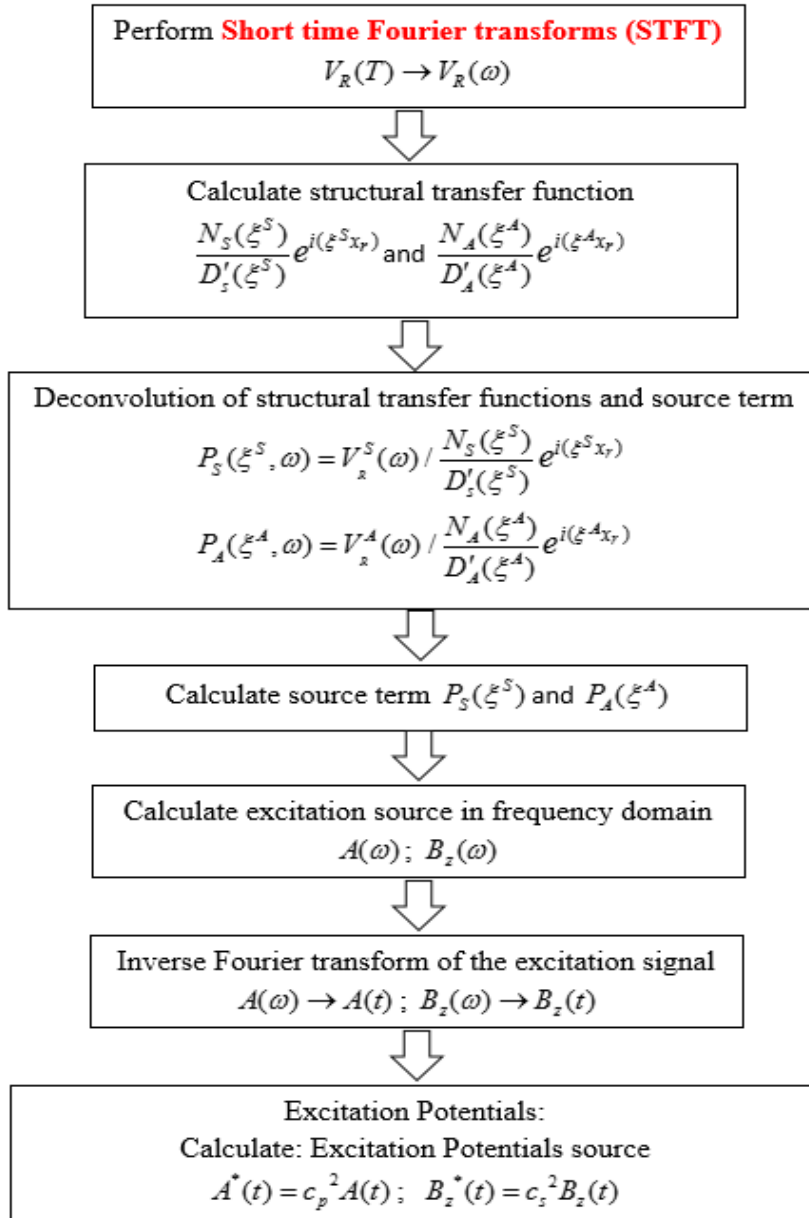 Perform Short time Fourier transforms (STFT)
V_R(T) → V_R(ω)
Calculate structural transfer function
N_S(ξ^S) / D′_s(ξ^S) e^{i(ξ^S x_r)} and N_A(ξ^A) / D′_A(ξ^A) e^{i(ξ^A x_r)}
Deconvolution of structural transfer functions and source term
P_S(ξ^S, ω) = V_R^S(ω) / N_S(ξ^S) / D′_s(ξ^S) e^{i(ξ^S x_r)}
P_A(ξ^A, ω) = V_R^A(ω) / N_A(ξ^A) / D′_A(ξ^A) e^{i(ξ^A x_r)}
Calculate source term P_S(ξ^S) and P_A(ξ^A)
Calculate excitation source in frequency domain
A(ω) ; B_z(ω)
Inverse Fourier transform of the excitation signal
A(ω) → A(t) ; B_z(ω) → B_z(t)
Excitation Potentials:
Calculate: Excitation Potentials source
A^*(t) = c_p^2 A(t) ; B_z^*(t) = c_s^2 B_z(t)